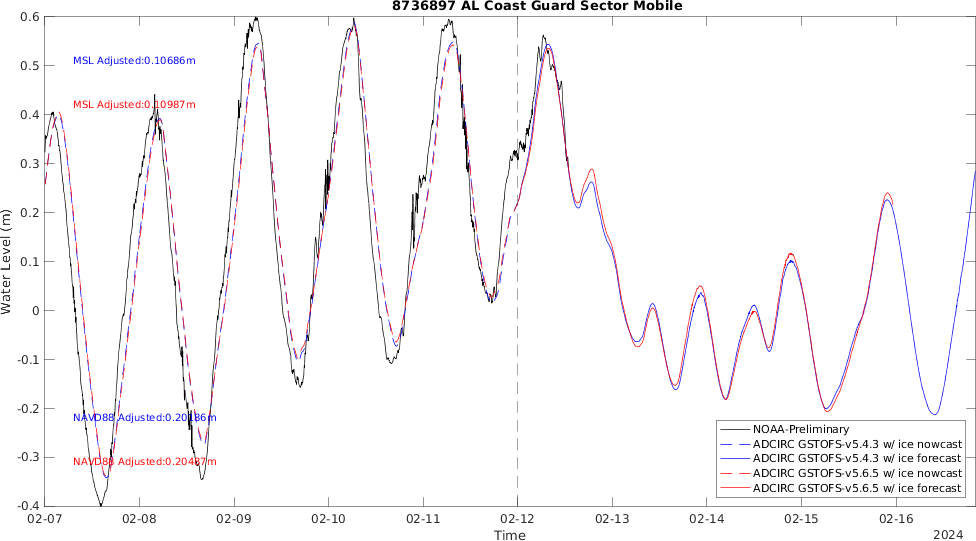 8736897 AL Coast Guard Sector Mobile
0.6
0.5
0.4
0.3
0.2
0.1
0
-0.1
-0.2
-0.3
-0.4
Water Level (m)
MSL Adjusted:0.10686m
MSL Adjusted:0.10987m
NAVD88 Adjusted:0.20186m
NAVD88 Adjusted:0.20487m
NOAA-Preliminary
ADCIRC GSTOFS-v5.4.3 w/ ice nowcast
ADCIRC GSTOFS-v5.4.3 w/ ice forecast
ADCIRC GSTOFS-v5.6.5 w/ ice nowcast
ADCIRC GSTOFS-v5.6.5 w/ ice forecast
02-07 02-08 02-09 02-10 02-11 02-12 02-13 02-14 02-15 02-16
Time
2024